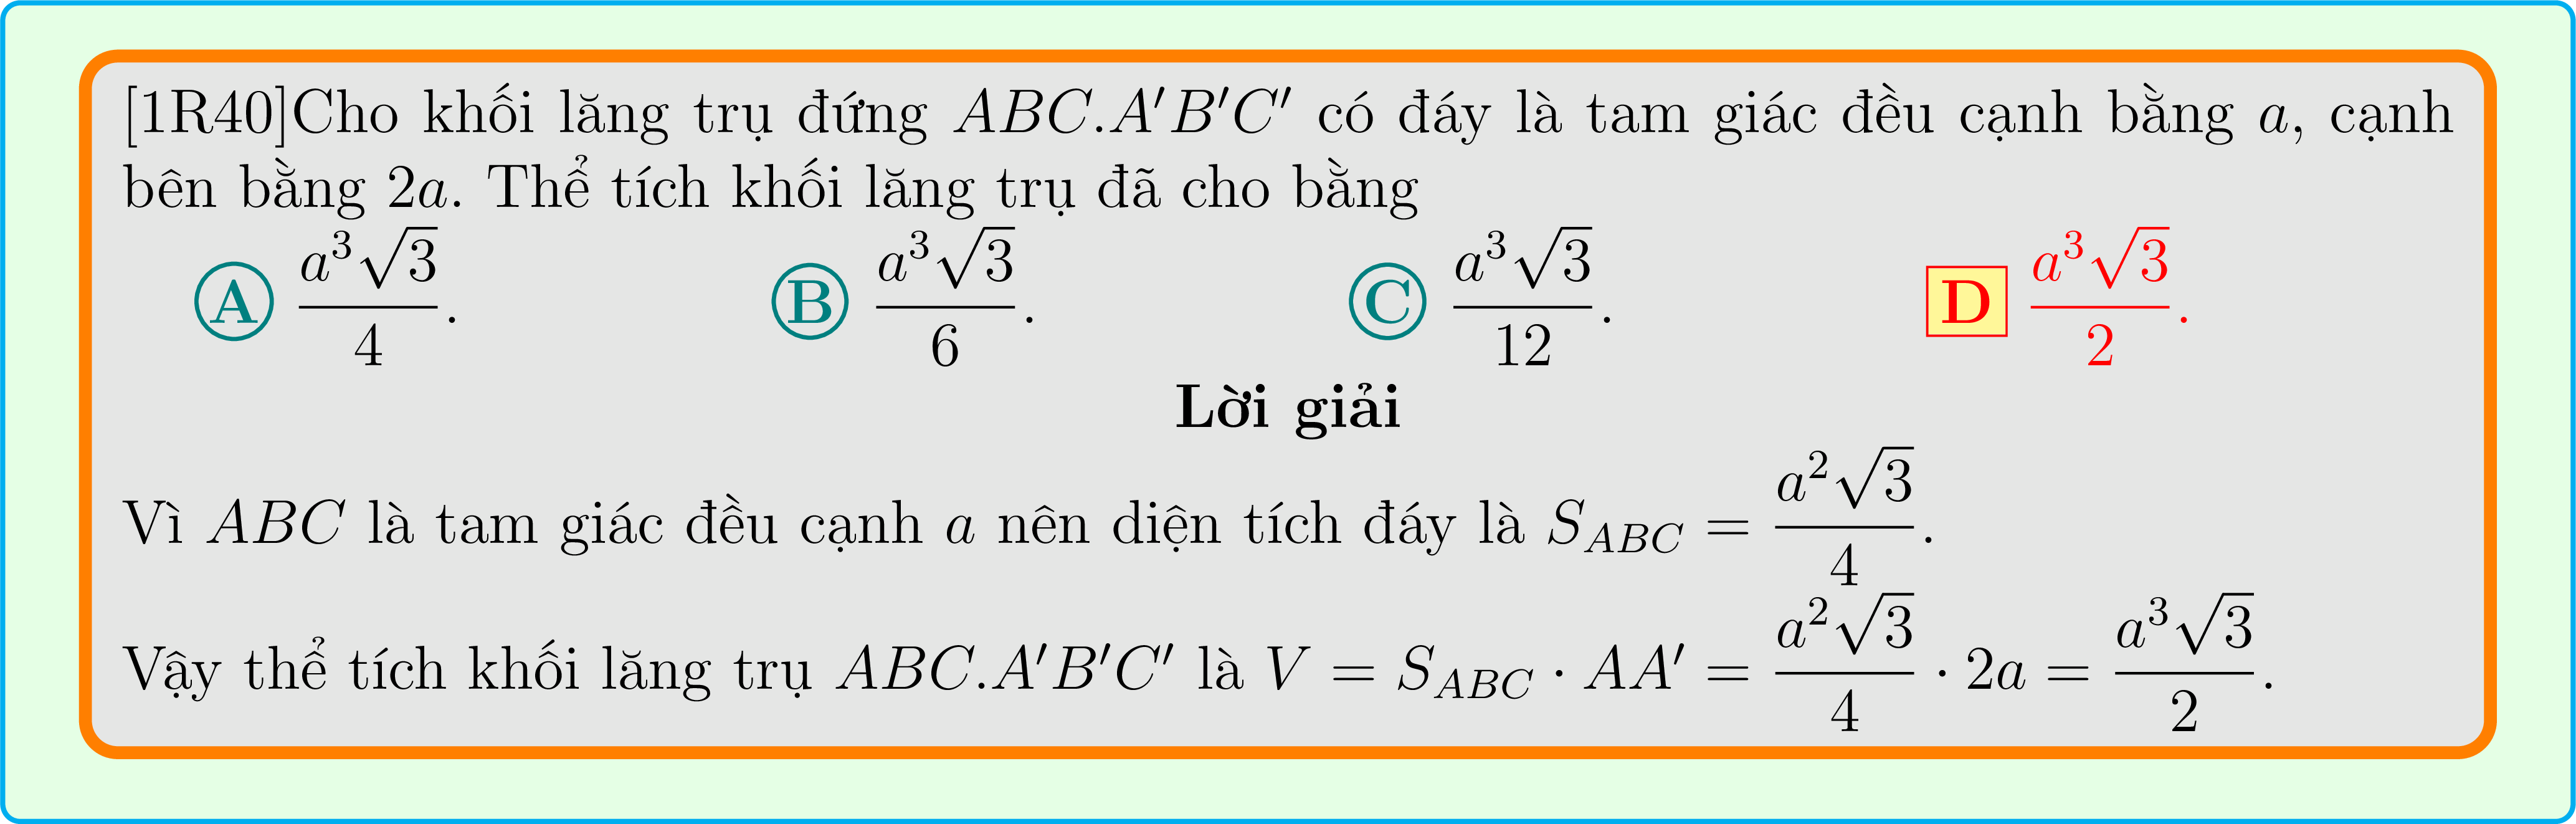 [1R40]Cho khối lăng trụ đứng $ABC.A'B'C'$ có đáy là tam giác đều cạnh bằng $a$, cạnh
bên bằng $2a$. Thể tích khối lăng trụ đã cho bằng
A $\frac{a^3\sqrt{3}}{4}$. B $\frac{a^3\sqrt{3}}{6}$. C $\frac{a^3\sqrt{3}}{12}$. D $\frac{a^3\sqrt{3}}{2}$.
Lời giải
Vì $ABC$ là tam giác đều cạnh $a$ nên diện tích đáy là $S_{ABC} = \frac{a^2\sqrt{3}}{4}$.
Vậy thể tích khối lăng trụ $ABC.A'B'C'$ là $V = S_{ABC} \cdot AA' = \frac{a^2\sqrt{3}}{4} \cdot 2a = \frac{a^3\sqrt{3}}{2}$.